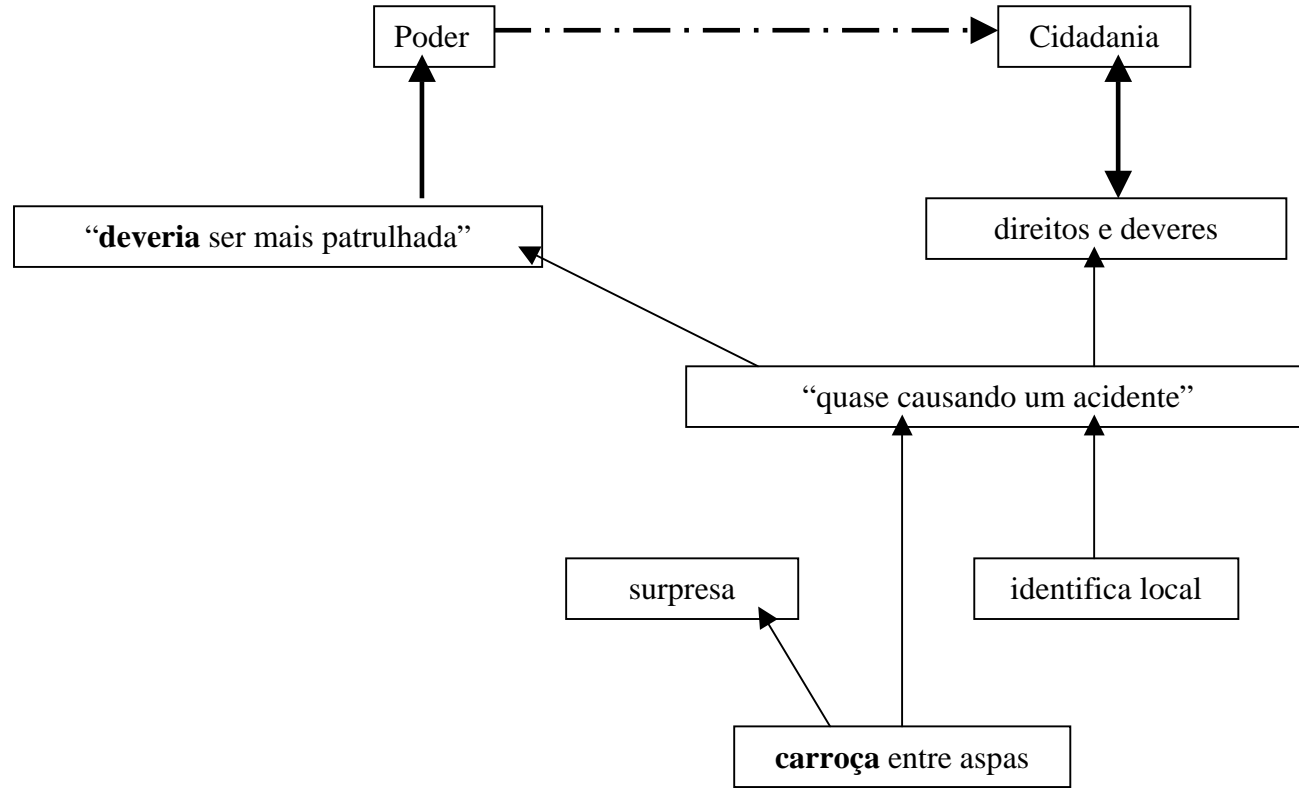 Poder
Cidadania
“deveria ser mais patrulhada”
direitos e deveres
“quase causando um acidente”
surpresa
identifica local
carroça entre aspas